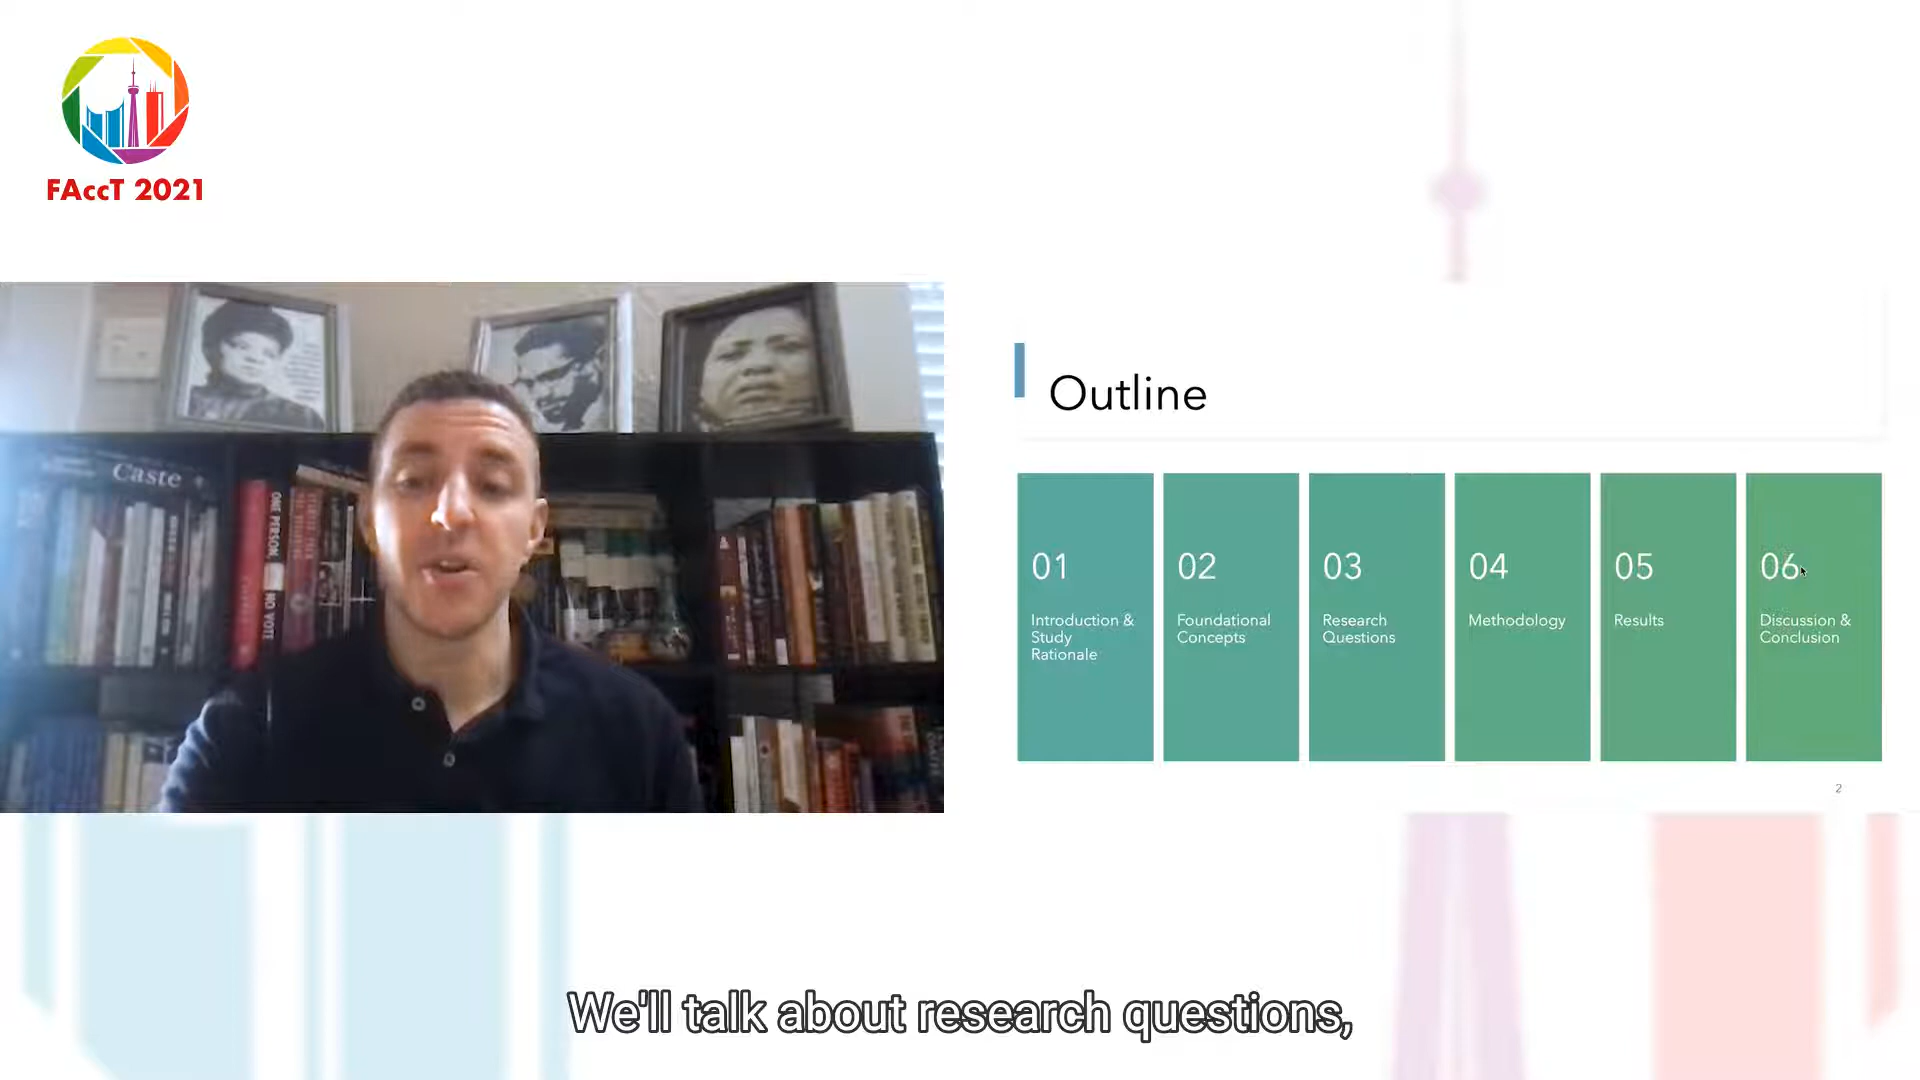 FAccT 2021
Caste
ONE PERSON,
NO VOTE
Outline
01
Introduction &
Study
Rationale
02
Foundational
Concepts
03
Research
Questions
04
Methodology
05
Results
06
Discussion &
Conclusion
2
We'll talk about research questions,